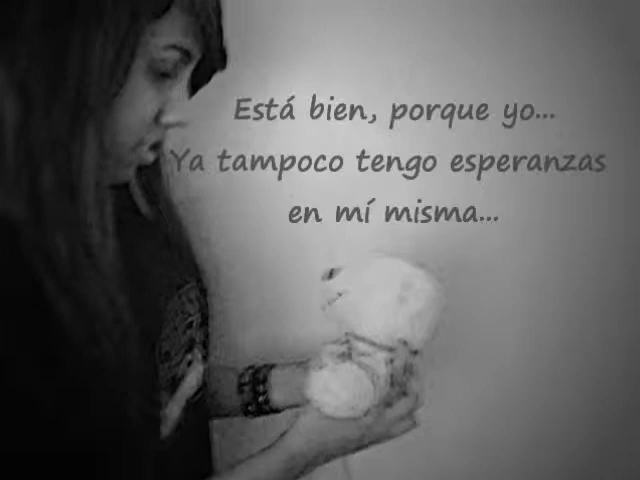 Está bien, porque yo...
Ya tampoco tengo esperanzas
en mí misma...